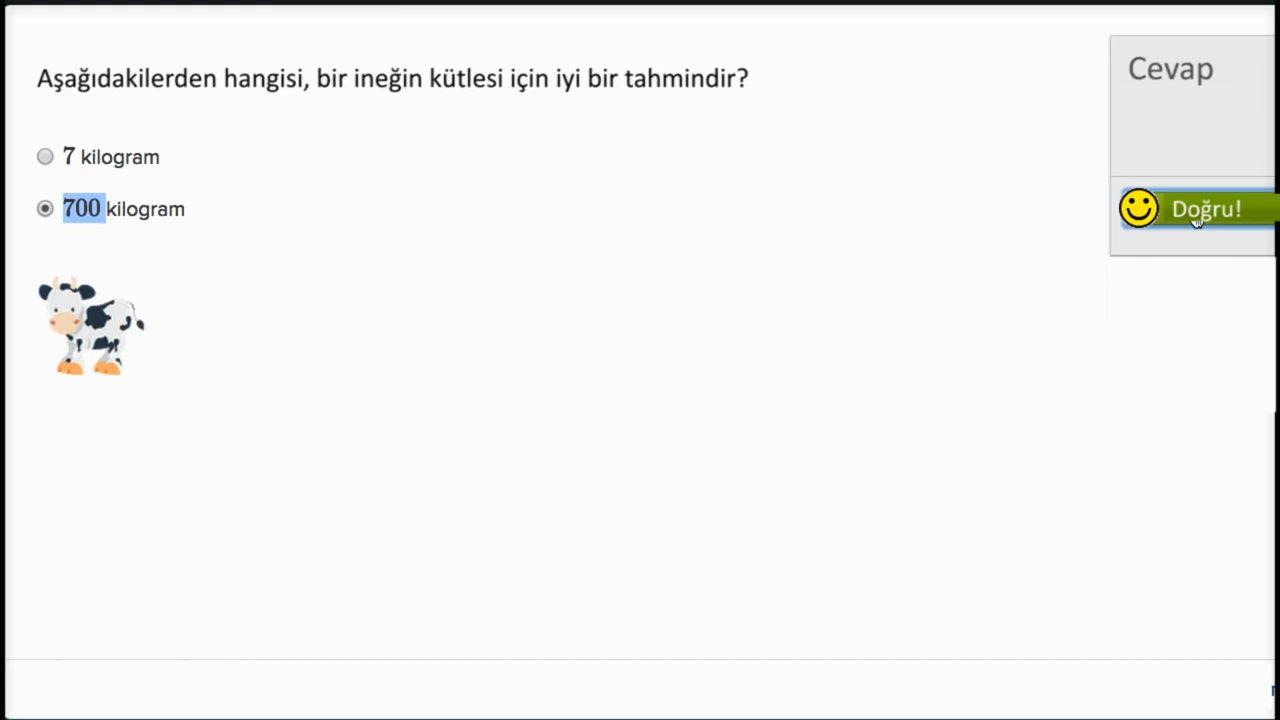 Aşağıdakilerden hangisi, bir ineğin kütlesi için iyi bir tahmindir?
7 kilogram
700 kilogram
Cevap
Doğru!